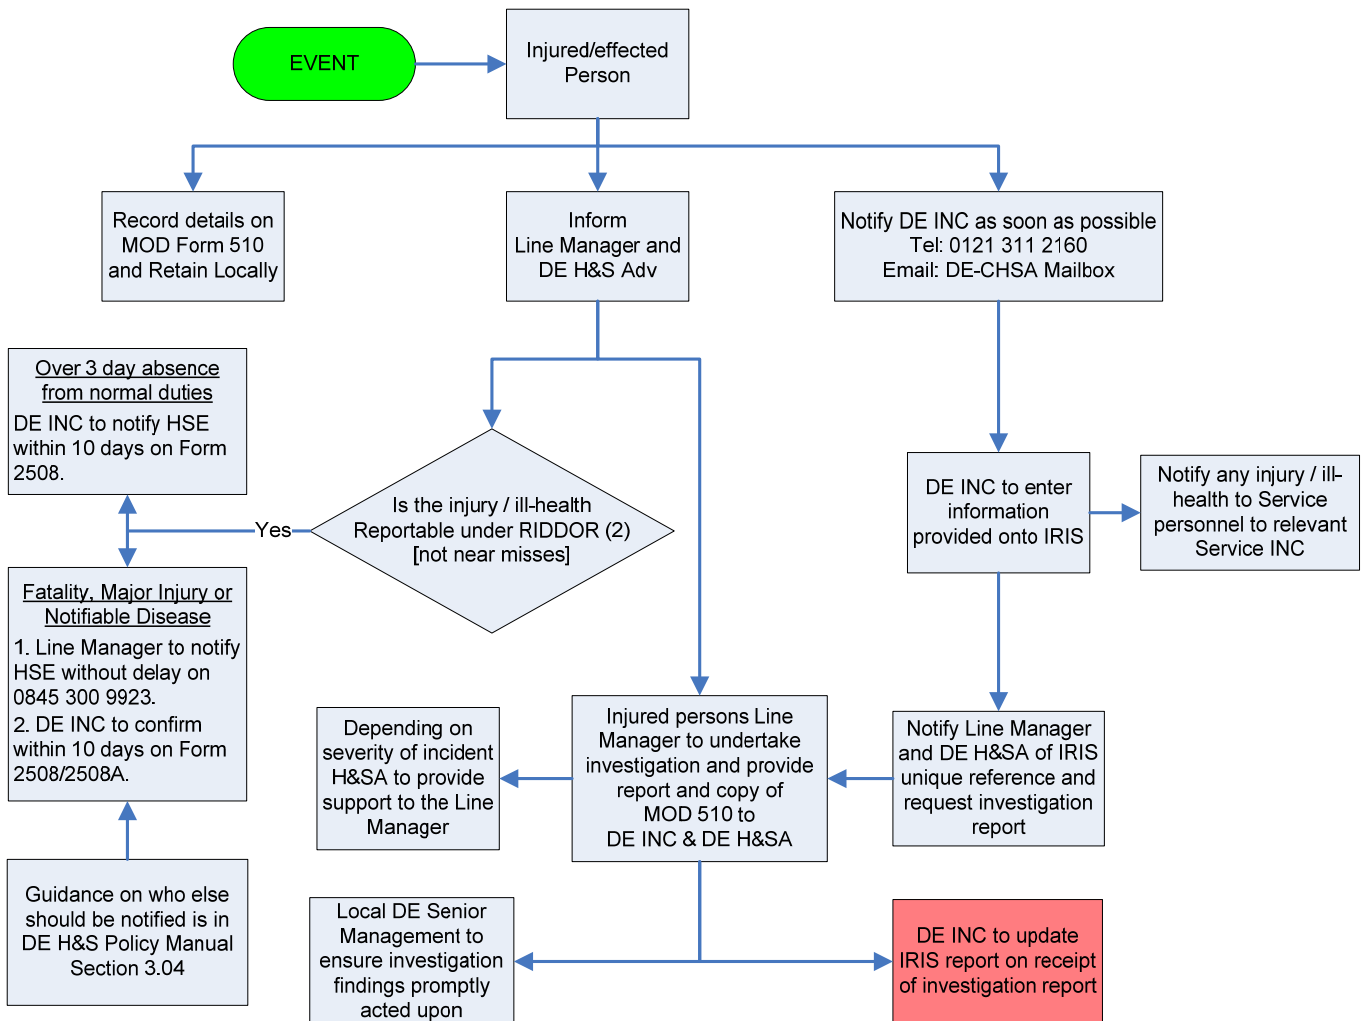 EVENT
Injured/effected
Person
Record details on
MOD Form 510
and Retain Locally
Inform
Line Manager and
DE H&S Adv
Notify DE INC as soon as possible
Tel: 0121 311 2160
Email: DE-CHSA Mailbox
Over 3 day absence
from normal duties
DE INC to notify HSE
within 10 days on Form
2508.
Yes
Is the injury / ill-health
Reportable under RIDDOR (2)
[not near misses]
DE INC to enter
information
provided onto IRIS
Notify any injury / ill-
health to Service
personnel to relevant
Service INC
Fatality, Major Injury or
Notifiable Disease
1. Line Manager to notify
HSE without delay on
0845 300 9923.
2. DE INC to confirm
within 10 days on Form
2508/2508A.
Depending on
severity of incident
H&SA to provide
support to the Line
Manager
Injured persons Line
Manager to undertake
investigation and provide
report and copy of
MOD 510 to
DE INC & DE H&SA
Notify Line Manager
and DE H&SA of IRIS
unique reference and
request investigation
report
Guidance on who else
should be notified is in
DE H&S Policy Manual
Section 3.04
Local DE Senior
Management to
ensure investigation
findings promptly
acted upon
DE INC to update
IRIS report on receipt
of investigation report